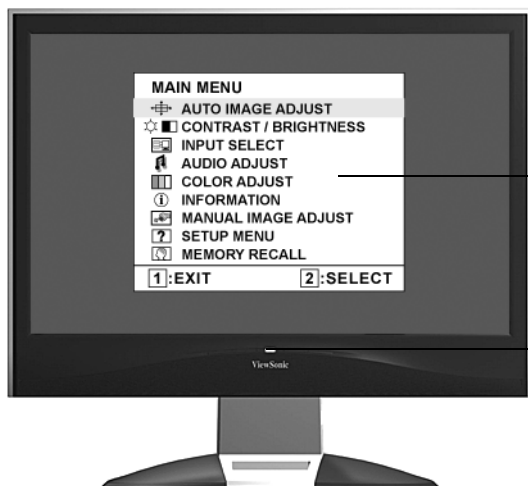 MAIN MENU
AUTO IMAGE ADJUST
CONTRAST / BRIGHTNESS
INPUT SELECT
AUDIO ADJUST
COLOR ADJUST
INFORMATION
MANUAL IMAGE ADJUST
SETUP MENU
MEMORY RECALL
1:EXIT 2:SELECT
ViewSonic